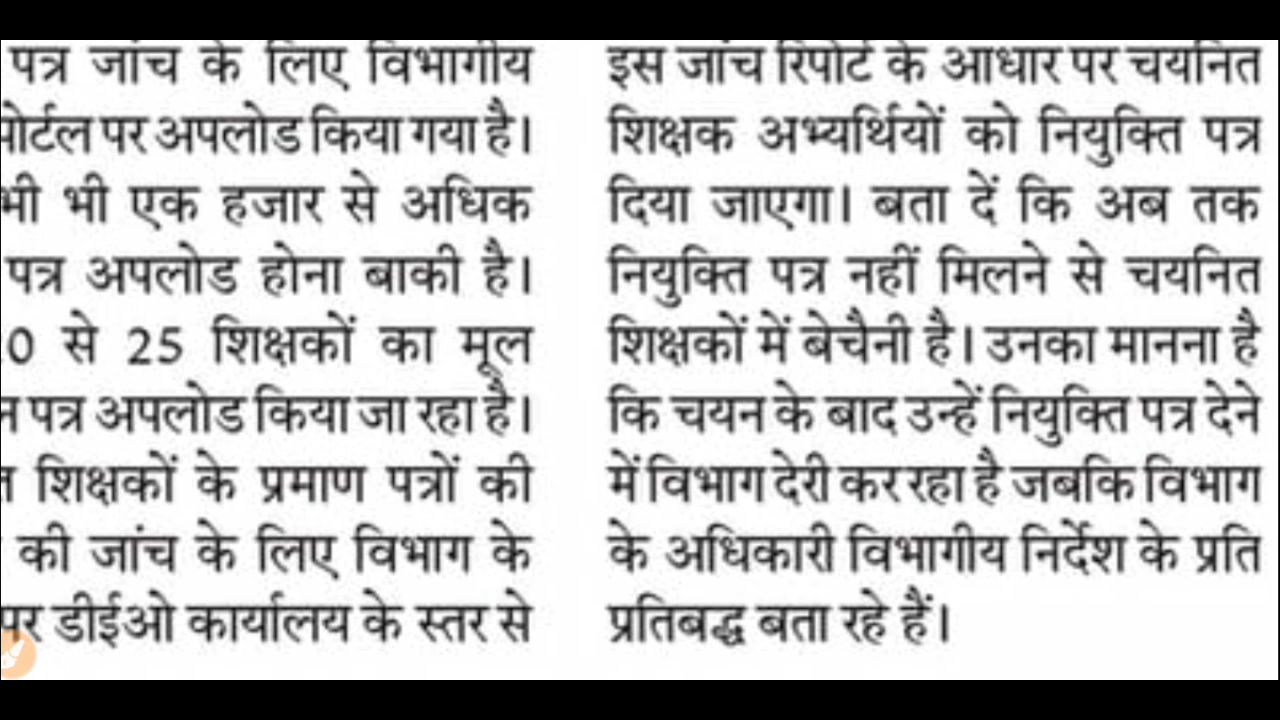 पत्र जांच के लिए विभागीय
पर अपलोड किया गया है।
भी एक हजार से अधिक
पत्र अपलोड होना बाकी है।
0 से 25 शिक्षकों का मूल
पत्र अपलोड किया जा रहा है।
शिक्षकों के प्रमाण पत्रों की
की जांच के लिए विभाग के
पर डीईओ कार्यालय के स्तर से
इस जांच रिपोर्ट के आधार पर चयनित
शिक्षक अभ्यर्थियों को नियुक्ति पत्र
दिया जाएगा। बता दें कि अब तक
नियुक्ति पत्र नहीं मिलने से चयनित
शिक्षकों में बेचैनी है। उनका मानना है
कि चयन के बाद उन्हें नियुक्ति पत्र देने
में विभाग देरी कर रहा है जबकि विभाग
के अधिकारी विभागीय निर्देश के प्रति
प्रतिबद्ध बता रहे हैं।